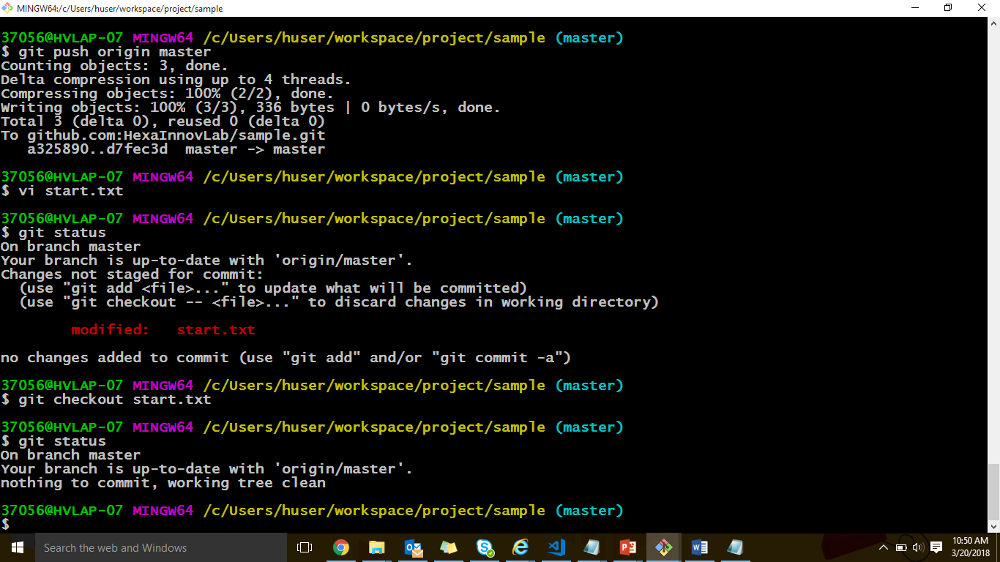 MINGW64:/c/Users/huser/workspace/project/sample
37056@HVLAP-07 MINGW64 /c/Users/huser/workspace/project/sample (master)
$ git push origin master
Counting objects: 3, done.
Delta compression using up to 4 threads.
Compressing objects: 100% (2/2), done.
Writing objects: 100% (3/3), 336 bytes | 0 bytes/s, done.
Total 3 (delta 0), reused 0 (delta 0)
To github.com:HexaInnovLab/sample.git
   a325890..d7fec3d  master -> master
37056@HVLAP-07 MINGW64 /c/Users/huser/workspace/project/sample (master)
$ vi start.txt
37056@HVLAP-07 MINGW64 /c/Users/huser/workspace/project/sample (master)
$ git status
On branch master
Your branch is up-to-date with 'origin/master'.
Changes not staged for commit:
  (use "git add <file>..." to update what will be committed)
  (use "git checkout -- <file>..." to discard changes in working directory)
        modified:   start.txt
no changes added to commit (use "git add" and/or "git commit -a")
37056@HVLAP-07 MINGW64 /c/Users/huser/workspace/project/sample (master)
$ git checkout start.txt
37056@HVLAP-07 MINGW64 /c/Users/huser/workspace/project/sample (master)
$ git status
On branch master
Your branch is up-to-date with 'origin/master'.
nothing to commit, working tree clean
37056@HVLAP-07 MINGW64 /c/Users/huser/workspace/project/sample (master)
$
Search the web and Windows
10:50 AM
3/20/2018